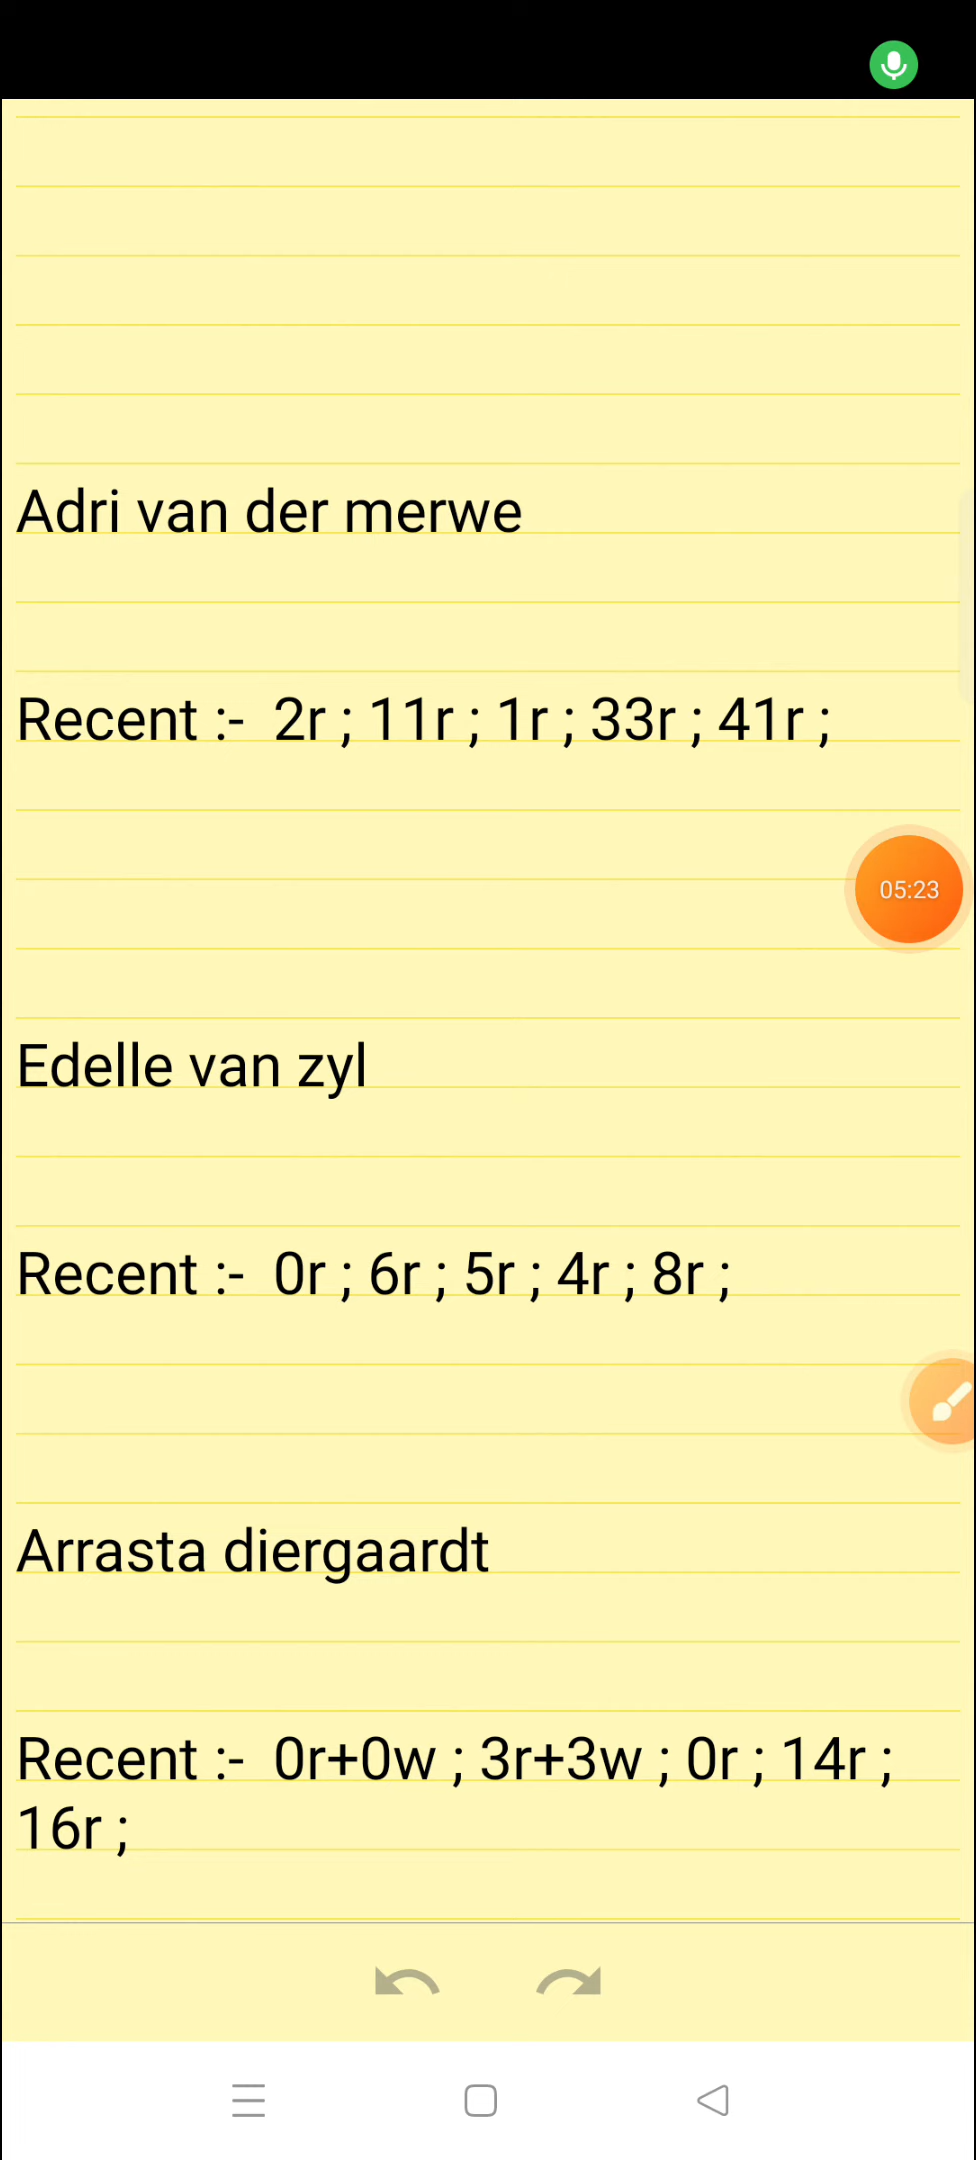 Adri van der merwe
Recent :-  2r ; 11r ; 1r ; 33r ; 41r ;
05:23
Edelle van zyl
Recent :-  0r ; 6r ; 5r ; 4r ; 8r ;
Arrasta diergaardt
Recent :-  0r+0w ; 3r+3w ; 0r ; 14r ;
16r ;